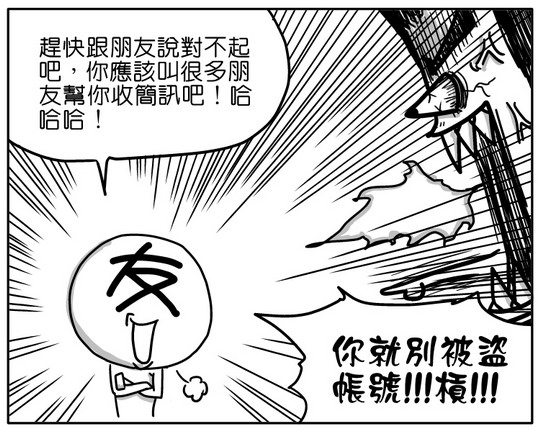 趕快跟朋友說對不起
吧，你應該叫很多朋
友幫你收簡訊吧！哈
哈哈！
友
你就別被盜
帳號!!!槓!!!